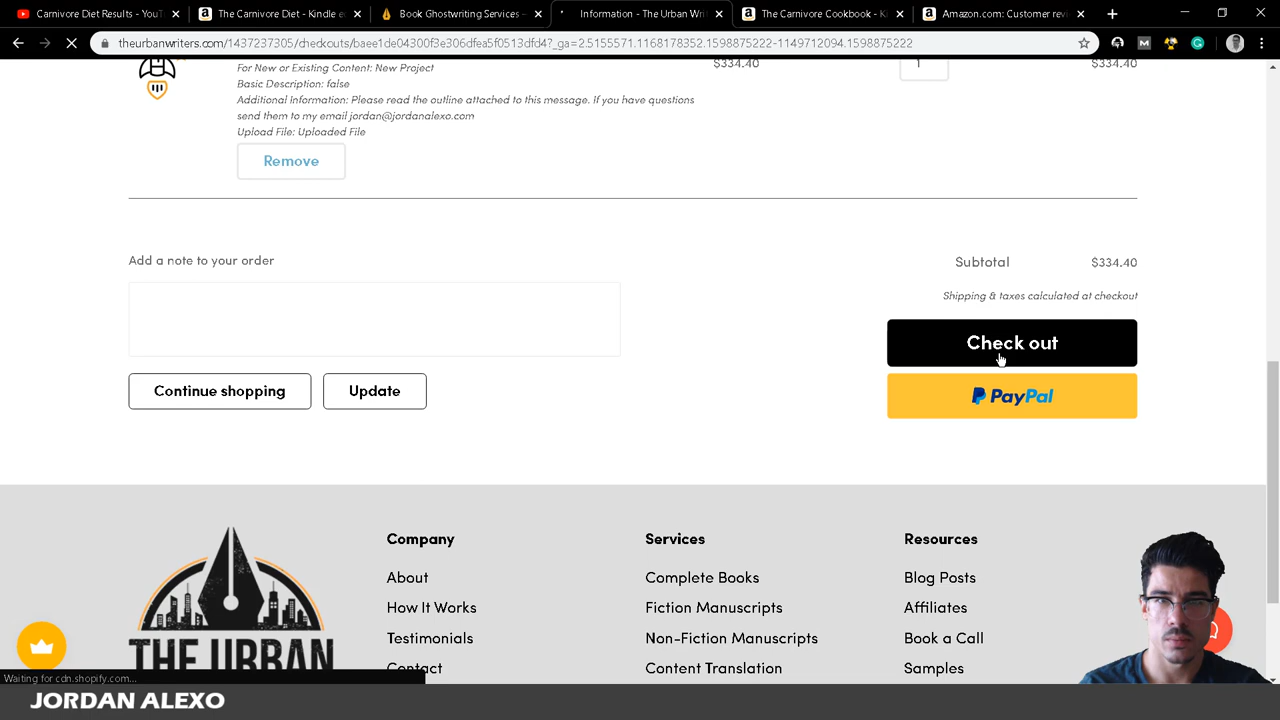 Carnivore Diet Results - YouT
The Carnivore Diet - Kindle e
Book Ghostwriting Services -
Information - The Urban Wri
The Carnivore Cookbook - Ki
Amazon.com: Customer revi
theurbanwriters.com/1437237305/checkouts/baee1de04300f3e306dfea5f0513dfd4?_ga=2.5155571.1168178352.1598875222-1149712094.1598875222
For New or Existing Content: New Project
$334.40
1
$334.40
Basic Description: false
Additional Information: Please read the outline attached to this message. If you have questions
send them to my email jordan@jordanalexo.com
Upload File: Uploaded File
Remove
Add a note to your order
Subtotal
$334.40
Shipping & taxes calculated at checkout
Check out
PayPal
Continue shopping
Update
THE URBAN
Company
About
How It Works
Testimonials
Contact
Services
Complete Books
Fiction Manuscripts
Non-Fiction Manuscripts
Content Translation
Resources
Blog Posts
Affiliates
Book a Call
Samples
Waiting for cdn.shopify.com...
JORDAN ALEXO